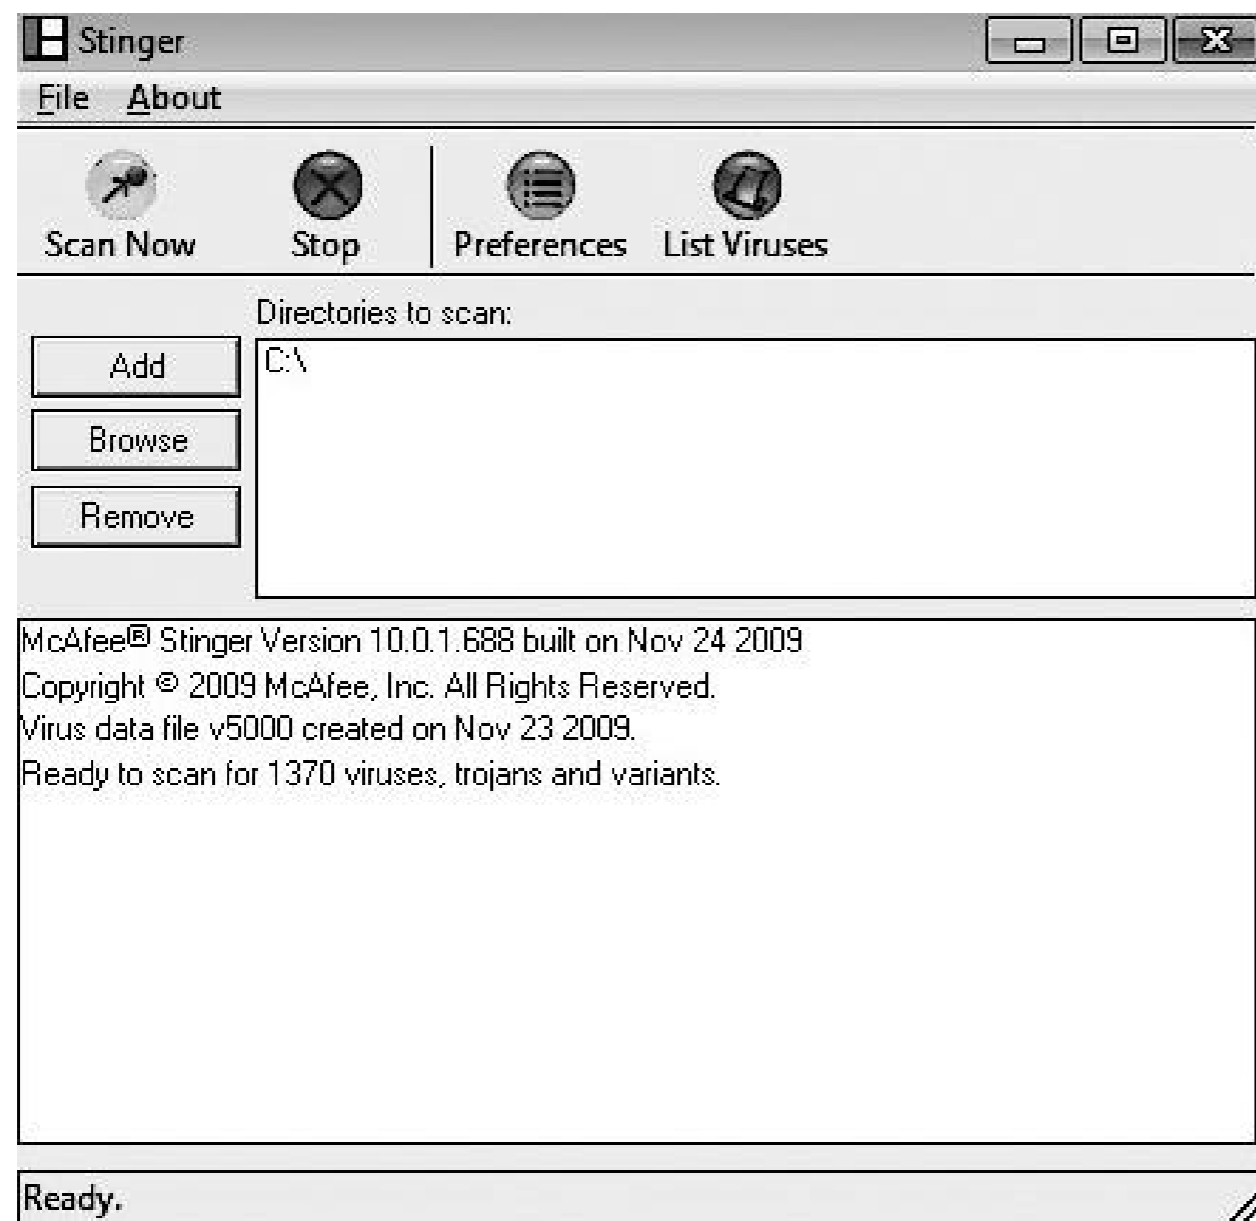 Stinger
File About
Scan Now Stop Preferences List Viruses
Directories to scan:
Add
C:\
Browse
Remove
McAfee® Stinger Version 10.0.1.688 built on Nov 24 2009
Copyright © 2009 McAfee, Inc. All Rights Reserved.
Virus data file v5000 created on Nov 23 2009.
Ready to scan for 1370 viruses, trojans and variants.
Ready.